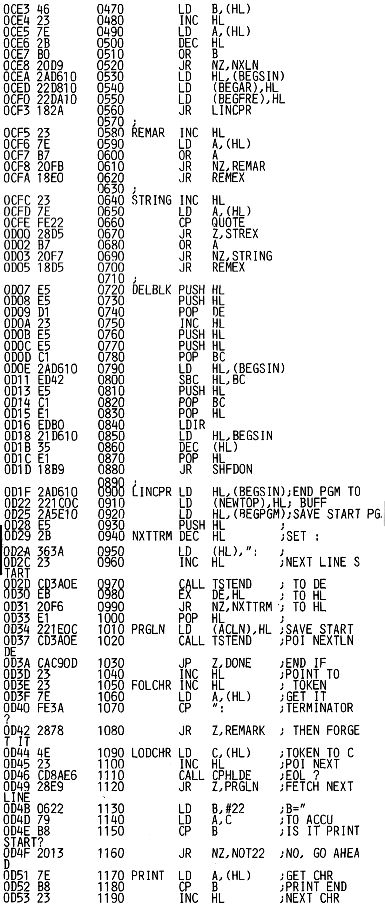 0CE3 46 0470 LD B,(HL)
0CE4 23 0480 INC HL
0CE5 7E 0490 LD A,(HL)
0CE6 2B 0500 DEC HL
0CE7 B0 0510 OR B
0CE8 20D9 0520 JR NZ,NXLN
0CEA 2AD610 0530 LD HL,(BEGSIN)
0CED 22D810 0540 LD (BEGAR),HL
0CF0 22DA10 0550 LD (BEGFRE),HL
0CF3 182A 0560 JR LINCPR
0570 ;
0CF5 23 0580 REMAR INC HL
0CF6 7E 0590 LD A,(HL)
0CF7 B7 0600 OR A
0CF8 20FB 0610 JR NZ,REMAR
0CFA 18E0 0620 JR REMEX
0630 ;
0CFC 23 0640 STRING INC HL
0CFD 7E 0650 LD A,(HL)
0CFE FE22 0660 CP QUOTE
0D00 28D5 0670 JR Z,STREX
0D02 B7 0680 OR A
0D03 20F7 0690 JR NZ,STRING
0D05 18D5 0700 JR REMEX
0710 ;
0D07 E5 0720 DELBLK PUSH HL
0D08 E5 0730 PUSH HL
0D09 D1 0740 POP DE
0D0A 23 0750 INC HL
0D0B E5 0760 PUSH HL
0D0C E5 0770 PUSH HL
0D0D C1 0780 POP BC
0D0E 2AD610 0790 LD HL,(BEGSIN)
0D11 ED42 0800 SBC HL,BC
0D13 E5 0810 PUSH HL
0D14 C1 0820 POP BC
0D15 E1 0830 POP HL
0D16 EDB0 0840 LDIR
0D18 21D610 0850 LD HL,BEGSIN
0D1B 35 0860 DEC (HL)
0D1C E1 0870 POP HL
0D1D 18B9 0880 JR SHFDON
0890 ;
0D1F 2AD610 0900 LINCPR LD HL,(BEGSIN);END PGM TO
0D22 221C0C 0910 LD (NEWTOP),HL; BUFF
0D25 2A5E10 0920 LD HL,(BEGPGM);SAVE START PG.
0D28 E5 0930 PUSH HL ;
0D29 2B 0940 NXTTRM DEC HL ;SET :
0D2A 363A 0950 LD (HL),": ;
0D2C 23 0960 INC HL ;NEXT LINE S
TART
0D2D CD3A0E 0970 CALL TSTEND ; TO DE
0D30 EB 0980 EX DE,HL ; TO HL
0D31 20F6 0990 JR NZ,NXTTRM ; TO HL
0D33 E1 1000 POP HL ;
0D34 221E0C 1010 PRGLN LD (ACLN),HL ;SAVE START
0D37 CD3A0E 1020 CALL TSTEND ;POI NEXTLN
DE
0D3A CAC90D 1030 JP Z,DONE ;END IF
0D3D 23 1040 INC HL ;POINT TO
0D3E 23 1050 FOLCHR INC HL ; TOKEN
0D3F 7E 1060 LD A,(HL) ;GET IT
0D40 FE3A 1070 CP ": ;TERMINATOR
?
0D42 2878 1080 JR Z,REMARK ; THEN FORGE
T IT
0D44 4E 1090 LODCHR LD C,(HL) ;TOKEN TO C
0D45 23 1100 INC HL ;POI NEXT
0D46 CD8AE6 1110 CALL CPHLDE ;EOL ?
0D49 28E9 1120 JR Z,PRGLN ;FETCH NEXT
LINE
0D4B 0622 1130 LD B,#22 ;B="
0D4D 79 1140 LD A,C ;TO ACCU
0D4E B8 1150 CP B ;IS IT PRINT
START?
0D4F 2013 1160 JR NZ,NOT22 ;NO, GO AHEA
D
0D51 7E 1170 PRINT LD A,(HL) ;GET CHR
0D52 B8 1180 CP B ;PRINT END
0D53 23 1190 INC HL ;NEXT CHR